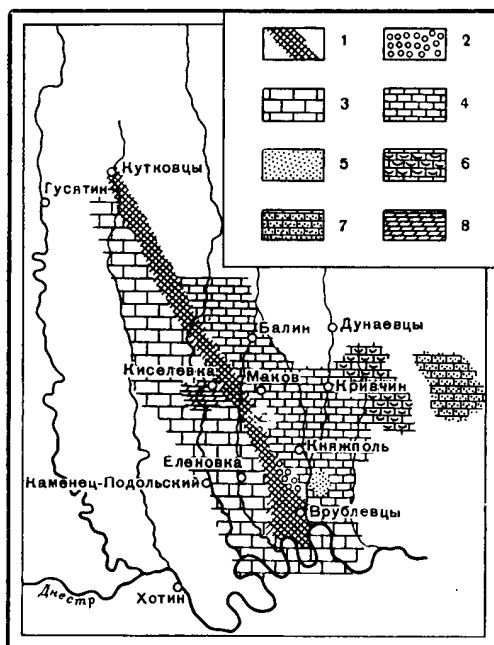 1 2
3 4
5 6
7 8
Кутковцы
Гусятин
Балин
Дунаевцы
Киселевка
Маков
Кривчин
Княжполь
Еленовка
Каменец-Подольский
Врублевцы
Днестр
Хотин